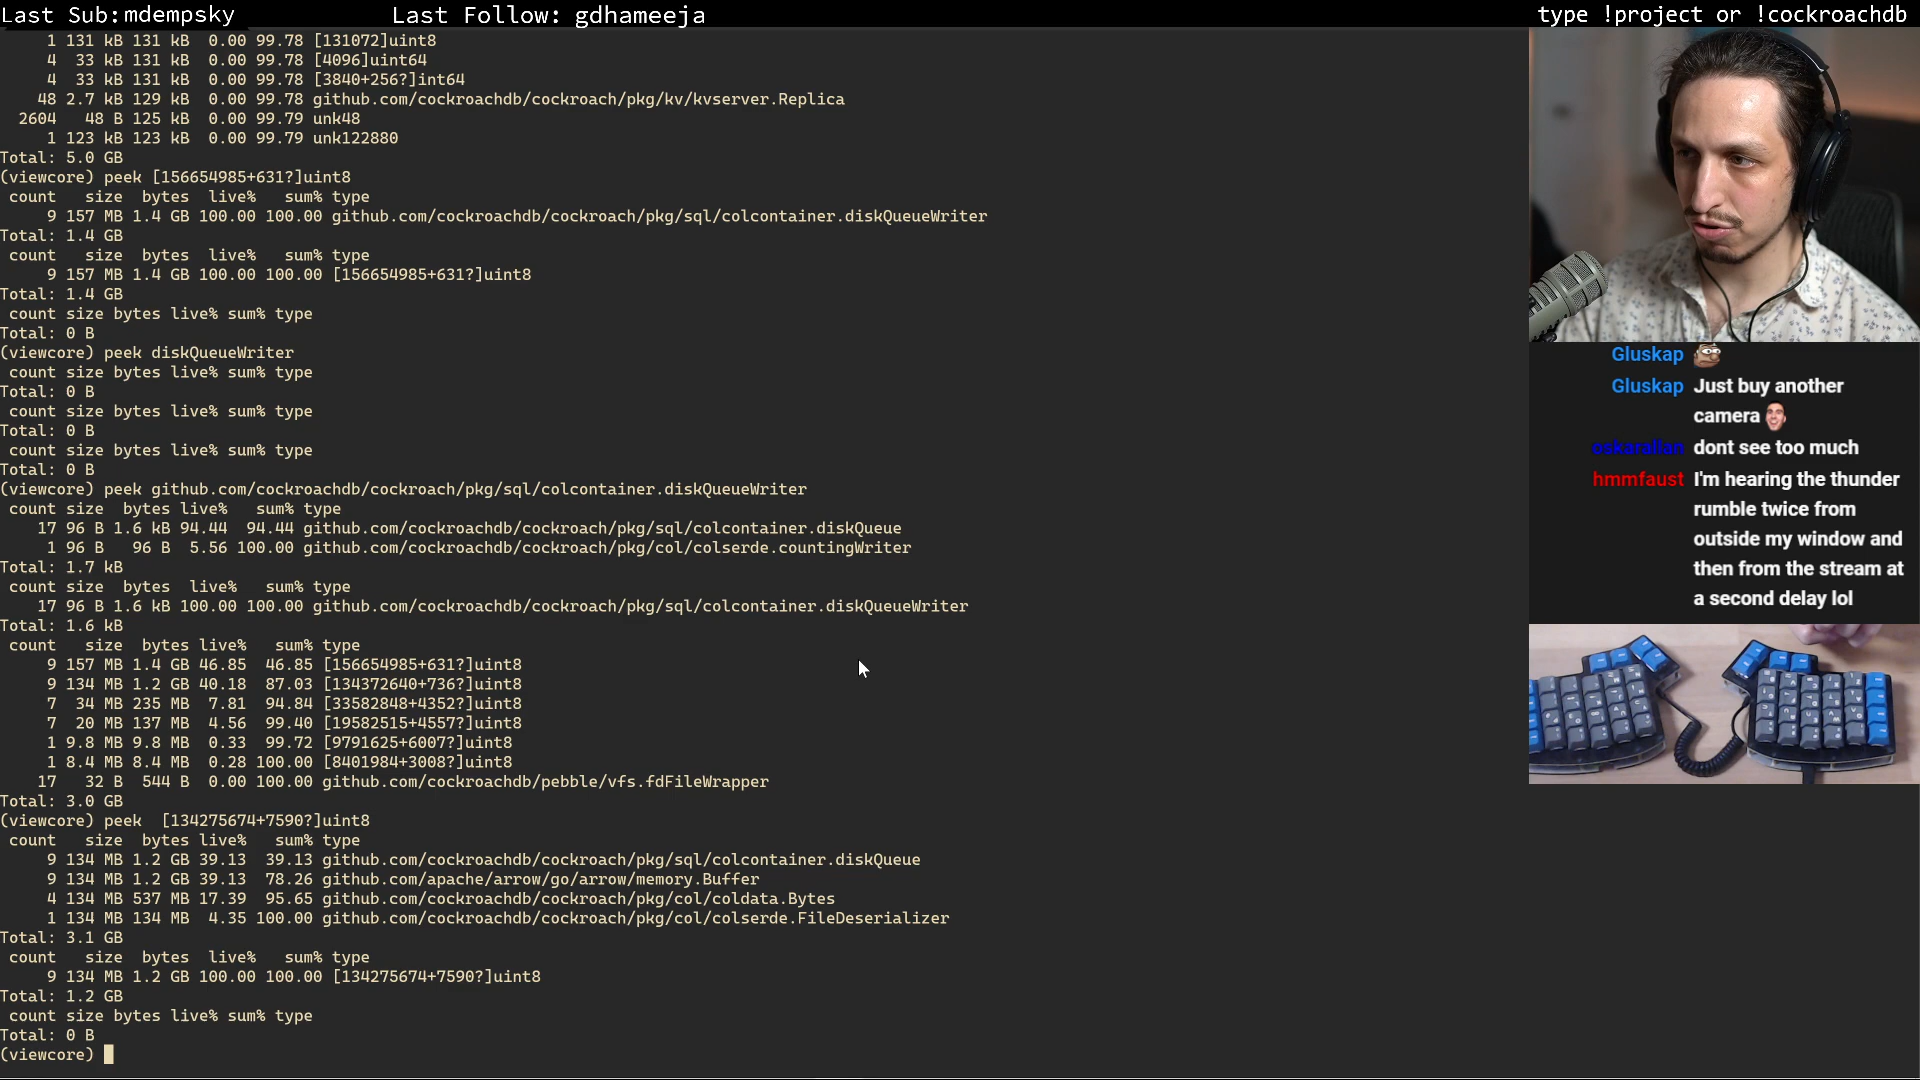 Last Sub:mdempsky
Last Follow: gdhameeja
type !project or !cockroachdb
1 131 kB 131 kB 0.00 99.78 [131072]uint8
4 33 kB 131 kB 0.00 99.78 [4096]uint64
4 33 kB 131 kB 0.00 99.78 [3840+256?]int64
48 2.7 kB 129 kB 0.00 99.78 github.com/cockroachdb/cockroach/pkg/kv/kvserver.Replica
2604 48 B 125 kB 0.00 99.79 unk48
1 123 kB 123 kB 0.00 99.79 unk122880
Total: 5.0 GB
(viewcore) peek [156654985+631?]uint8
count size bytes live% sum% type
9 157 MB 1.4 GB 100.00 100.00 github.com/cockroachdb/cockroach/pkg/sql/colcontainer.diskQueueWriter
Total: 1.4 GB
count size bytes live% sum% type
9 157 MB 1.4 GB 100.00 100.00 [156654985+631?]uint8
Total: 1.4 GB
count size bytes live% sum% type
Total: 0 B
(viewcore) peek diskQueueWriter
count size bytes live% sum% type
Total: 0 B
count size bytes live% sum% type
Total: 0 B
count size bytes live% sum% type
Total: 0 B
(viewcore) peek github.com/cockroachdb/cockroach/pkg/sql/colcontainer.diskQueueWriter
count size bytes live% sum% type
17 96 B 1.6 kB 94.44 94.44 github.com/cockroachdb/cockroach/pkg/sql/colcontainer.diskQueue
1 96 B 96 B 5.56 100.00 github.com/cockroachdb/cockroach/pkg/col/colserde.countingWriter
Total: 1.7 kB
count size bytes live% sum% type
17 96 B 1.6 kB 100.00 100.00 github.com/cockroachdb/cockroach/pkg/sql/colcontainer.diskQueueWriter
Total: 1.6 kB
count size bytes live% sum% type
9 157 MB 1.4 GB 46.85 46.85 [156654985+631?]uint8
9 134 MB 1.2 GB 40.18 87.03 [134372640+736?]uint8
7 34 MB 235 MB 7.81 94.84 [33582848+4352?]uint8
7 20 MB 137 MB 4.56 99.40 [19582515+4557?]uint8
1 9.8 MB 9.8 MB 0.33 99.72 [9791625+6007?]uint8
1 8.4 MB 8.4 MB 0.28 100.00 [8401984+3008?]uint8
17 32 B 544 B 0.00 100.00 github.com/cockroachdb/pebble/vfs.fdFileWrapper
Total: 3.0 GB
(viewcore) peek [134275674+7590?]uint8
count size bytes live% sum% type
9 134 MB 1.2 GB 39.13 39.13 github.com/cockroachdb/cockroach/pkg/sql/colcontainer.diskQueue
9 134 MB 1.2 GB 39.13 78.26 github.com/apache/arrow/go/arrow/memory.Buffer
4 134 MB 537 MB 17.39 95.65 github.com/cockroachdb/cockroach/pkg/col/coldata.Bytes
1 134 MB 134 MB 4.35 100.00 github.com/cockroachdb/cockroach/pkg/col/colserde.FileDeserializer
Total: 3.1 GB
count size bytes live% sum% type
9 134 MB 1.2 GB 100.00 100.00 [134275674+7590?]uint8
Total: 1.2 GB
count size bytes live% sum% type
Total: 0 B
(viewcore)
Gluskap
Gluskap Just buy another
camera
oskarallan dont see too much
hmmfaust I'm hearing the thunder
rumble twice from
outside my window and
then from the stream at
a second delay lol